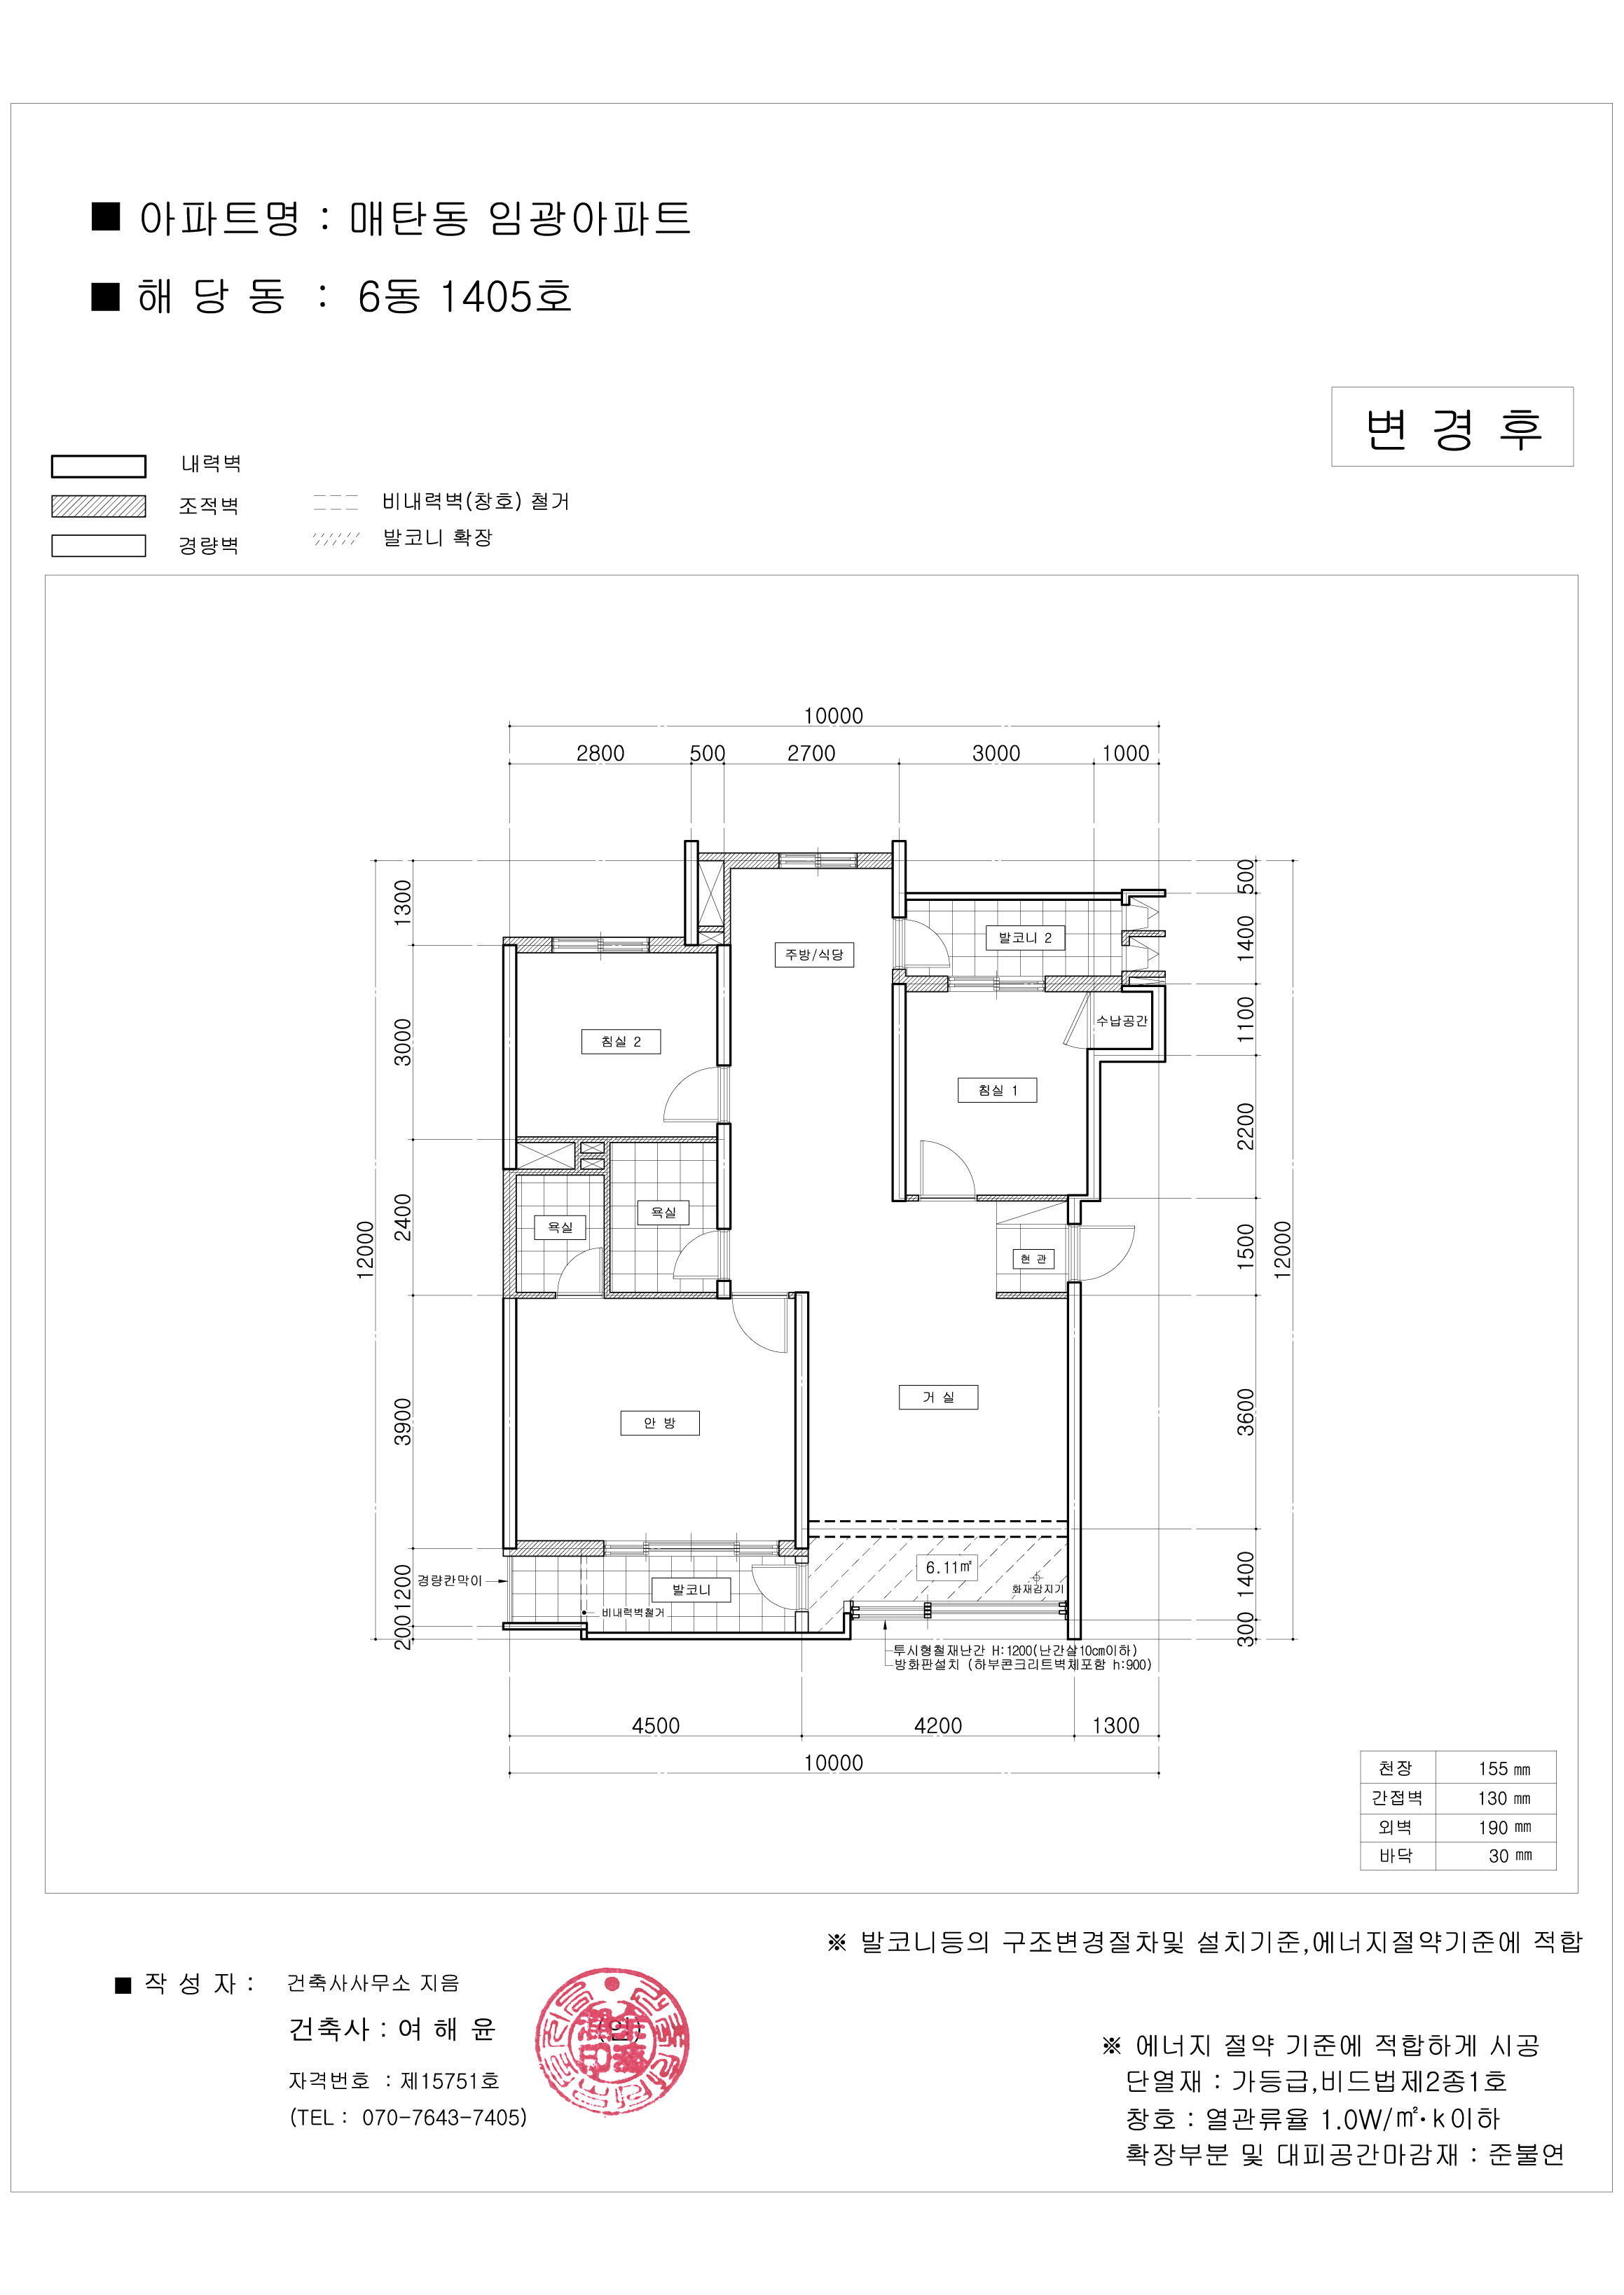 ■ 아파트명 : 매탄동 임광아파트
■ 해 당 동 : 6동 1405호
변 경 후
내력벽
조적벽
경량벽
비내력벽(창호) 철거
발코니 확장
10000
2800 500 2700 3000 1000
12000
1300
3000
2400
3900
1200
200
500
1400
1100
2200
1500
3600
1400
300
12000
주방/식당
발코니 2
수납공간
침실 2
침실 1
욕실
욕실
현 관
거 실
안 방
6.11㎡
화재감지기
경량칸막이
발코니
비내력벽철거
투시형철재난간 H:1200(난간살10cm이하)
방화판설치 (하부콘크리트벽체포함 h:900)
4500 4200 1300
10000
천장 155 ㎜
간접벽 130 ㎜
외벽 190 ㎜
바닥 30 ㎜
※ 발코니등의 구조변경절차및 설치기준,에너지절약기준에 적합
■ 작 성 자 : 건축사사무소 지음
건축사 : 여 해 윤 (인)
자격번호 : 제15751호
(TEL : 070-7643-7405)
※ 에너지 절약 기준에 적합하게 시공
단열재 : 가등급,비드법제2종1호
창호 : 열관류율 1.0W/㎡·k이하
확장부분 및 대피공간마감재 : 준불연